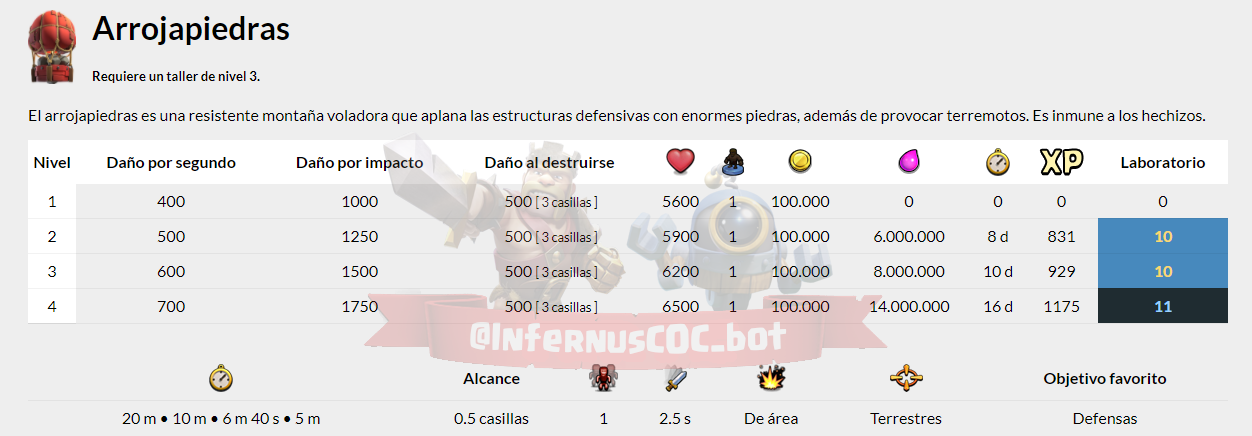 Arrojapiedras
Requiere un taller de nivel 3.
El arrojapiedras es una resistente montaña voladora que aplana las estructuras defensivas con enormes piedras, además de provocar terremotos. Es inmune a los hechizos.
Nivel Daño por segundo Daño por impacto Daño al destruirse XP Laboratorio
1 400 1000 500 [ 3 casillas ] 5600 1 100.000 0 0 0 0
2 500 1250 500 [ 3 casillas ] 5900 1 100.000 6.000.000 8 d 831 10
3 600 1500 500 [ 3 casillas ] 6200 1 100.000 8.000.000 10 d 929 10
4 700 1750 500 [ 3 casillas ] 6500 1 100.000 14.000.000 16 d 1175 11
@InfernusCOC_bot
Alcance Objetivo favorito
20 m • 10 m • 6 m 40 s • 5 m 0.5 casillas 1 2.5 s De área Terrestres Defensas